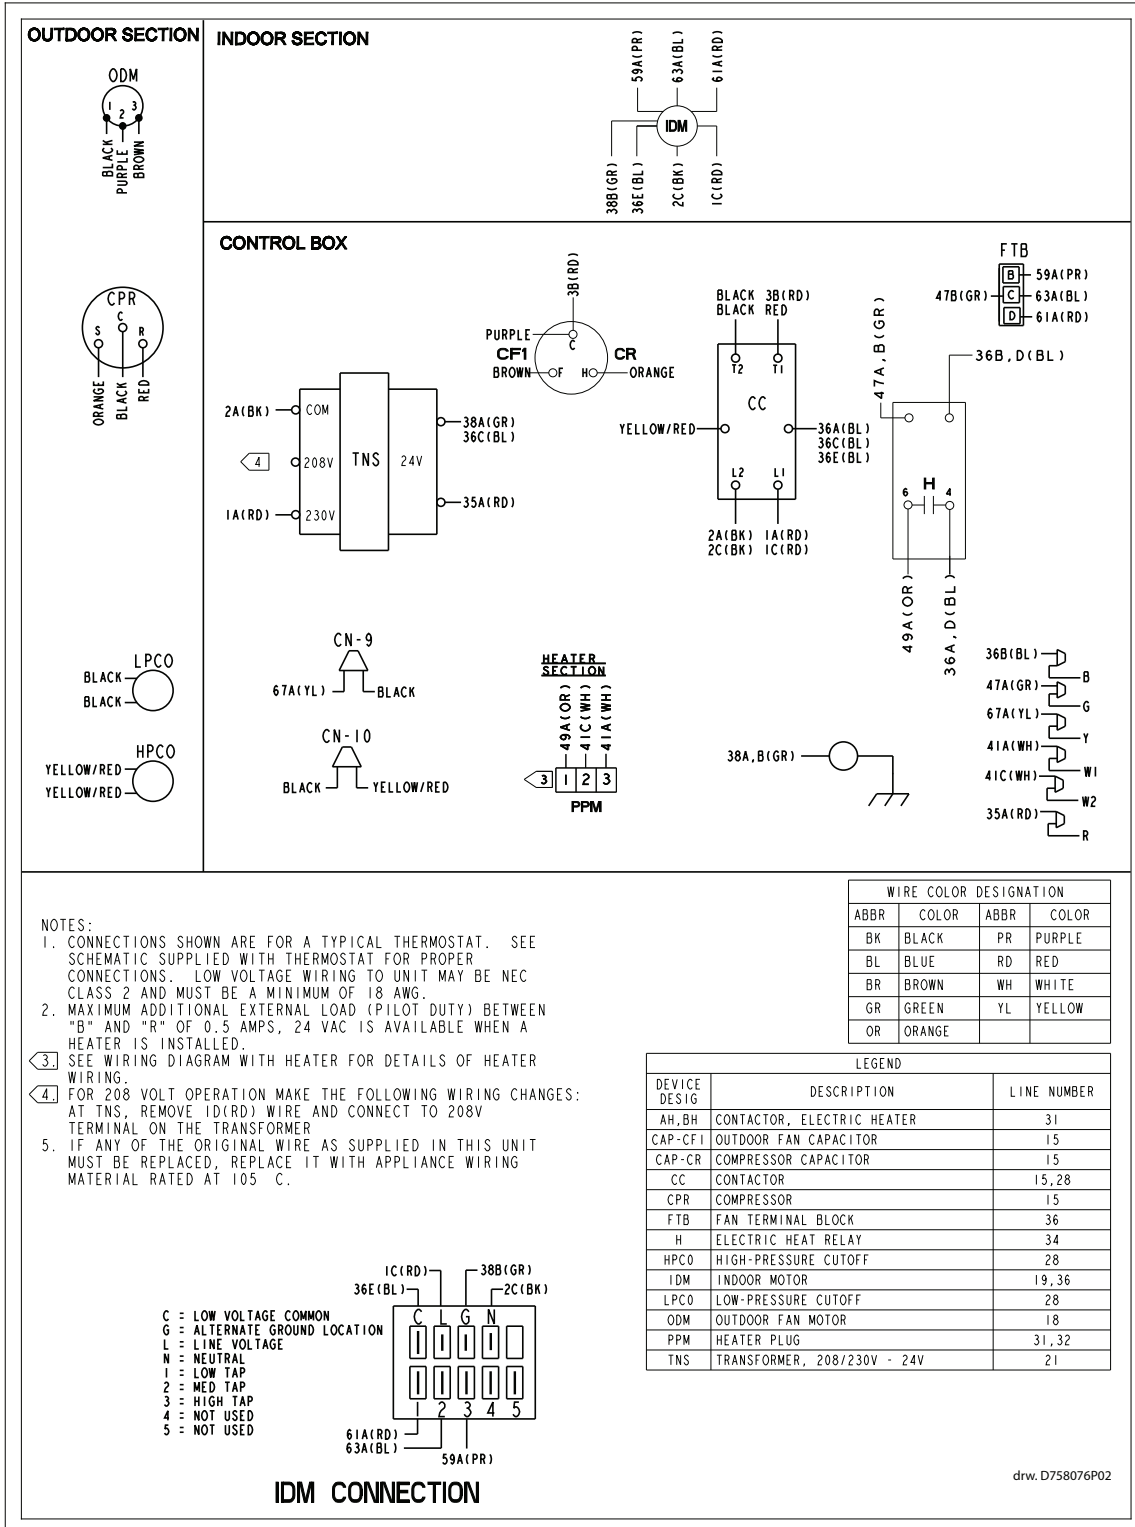 OUTDOOR SECTION
INDOOR SECTION
ODM
1 2 3
BLACK
PURPLE
BROWN
59A(PR)
63A(BL)
61A(RD)
IDM
38B(GR)
36E(BL)
2C(BK)
1C(RD)
CPR
C
S
R
ORANGE
BLACK
RED
LPCO
BLACK
BLACK
HPCO
YELLOW/RED
YELLOW/RED
CONTROL BOX
3B(RD)
PURPLE
C
CF1
CR
BROWN
F
H
ORANGE
2A(BK)
COM
4
208V
1A(RD)
230V
TNS
24V
38A(GR)
36C(BL)
35A(RD)
BLACK 3B(RD)
BLACK RED
T2 T1
CC
YELLOW/RED
36A(BL)
36C(BL)
36E(BL)
L2 L1
2A(BK) 1A(RD)
2C(BK) 1C(RD)
FTB
B
59A(PR)
47B(GR)
C
63A(BL)
D
61A(RD)
47A,B(GR)
36B,D(BL)
H
6
4
49A(OR)
36A,D(BL)
CN-9
67A(YL)
BLACK
CN-10
BLACK
YELLOW/RED
HEATER
SECTION
49A(OR)
41C(WH)
41A(WH)
3
1 2 3
PPM
38A,B(GR)
36B(BL)
B
47A(GR)
G
67A(YL)
Y
41A(WH)
W1
41C(WH)
W2
35A(RD)
R
NOTES:
1. CONNECTIONS SHOWN ARE FOR A TYPICAL THERMOSTAT. SEE
SCHEMATIC SUPPLIED WITH THERMOSTAT FOR PROPER
CONNECTIONS. LOW VOLTAGE WIRING TO UNIT MAY BE NEC
CLASS 2 AND MUST BE A MINIMUM OF 18 AWG.
2. MAXIMUM ADDITIONAL EXTERNAL LOAD (PILOT DUTY) BETWEEN
"B" AND "R" OF 0.5 AMPS, 24 VAC IS AVAILABLE WHEN A
HEATER IS INSTALLED.
3. SEE WIRING DIAGRAM WITH HEATER FOR DETAILS OF HEATER
WIRING.
4. FOR 208 VOLT OPERATION MAKE THE FOLLOWING WIRING CHANGES:
AT TNS, REMOVE 1D(RD) WIRE AND CONNECT TO 208V
TERMINAL ON THE TRANSFORMER
5. IF ANY OF THE ORIGINAL WIRE AS SUPPLIED IN THIS UNIT
MUST BE REPLACED, REPLACE IT WITH APPLIANCE WIRING
MATERIAL RATED AT 105 C.
WIRE COLOR DESIGNATION
ABBR COLOR ABBR COLOR
BK BLACK PR PURPLE
BL BLUE RD RED
BR BROWN WH WHITE
GR GREEN YL YELLOW
OR ORANGE
LEGEND
DEVICE DESIG DESCRIPTION LINE NUMBER
AH,BH CONTACTOR, ELECTRIC HEATER 31
CAP-CF1 OUTDOOR FAN CAPACITOR 15
CAP-CR COMPRESSOR CAPACITOR 15
CC CONTACTOR 15,28
CPR COMPRESSOR 15
FTB FAN TERMINAL BLOCK 36
H ELECTRIC HEAT RELAY 34
HPCO HIGH-PRESSURE CUTOFF 28
IDM INDOOR MOTOR 19,36
LPCO LOW-PRESSURE CUTOFF 28
ODM OUTDOOR FAN MOTOR 18
PPM HEATER PLUG 31,32
TNS TRANSFORMER, 208/230V - 24V 21
C = LOW VOLTAGE COMMON
G = ALTERNATE GROUND LOCATION
L = LINE VOLTAGE
N = NEUTRAL
1 = LOW TAP
2 = MED TAP
3 = HIGH TAP
4 = NOT USED
5 = NOT USED
1C(RD)
38B(GR)
36E(BL)
2C(BK)
C L G N
1 2 3 4 5
61A(RD)
63A(BL)
59A(PR)
IDM CONNECTION
drw. D758076P02